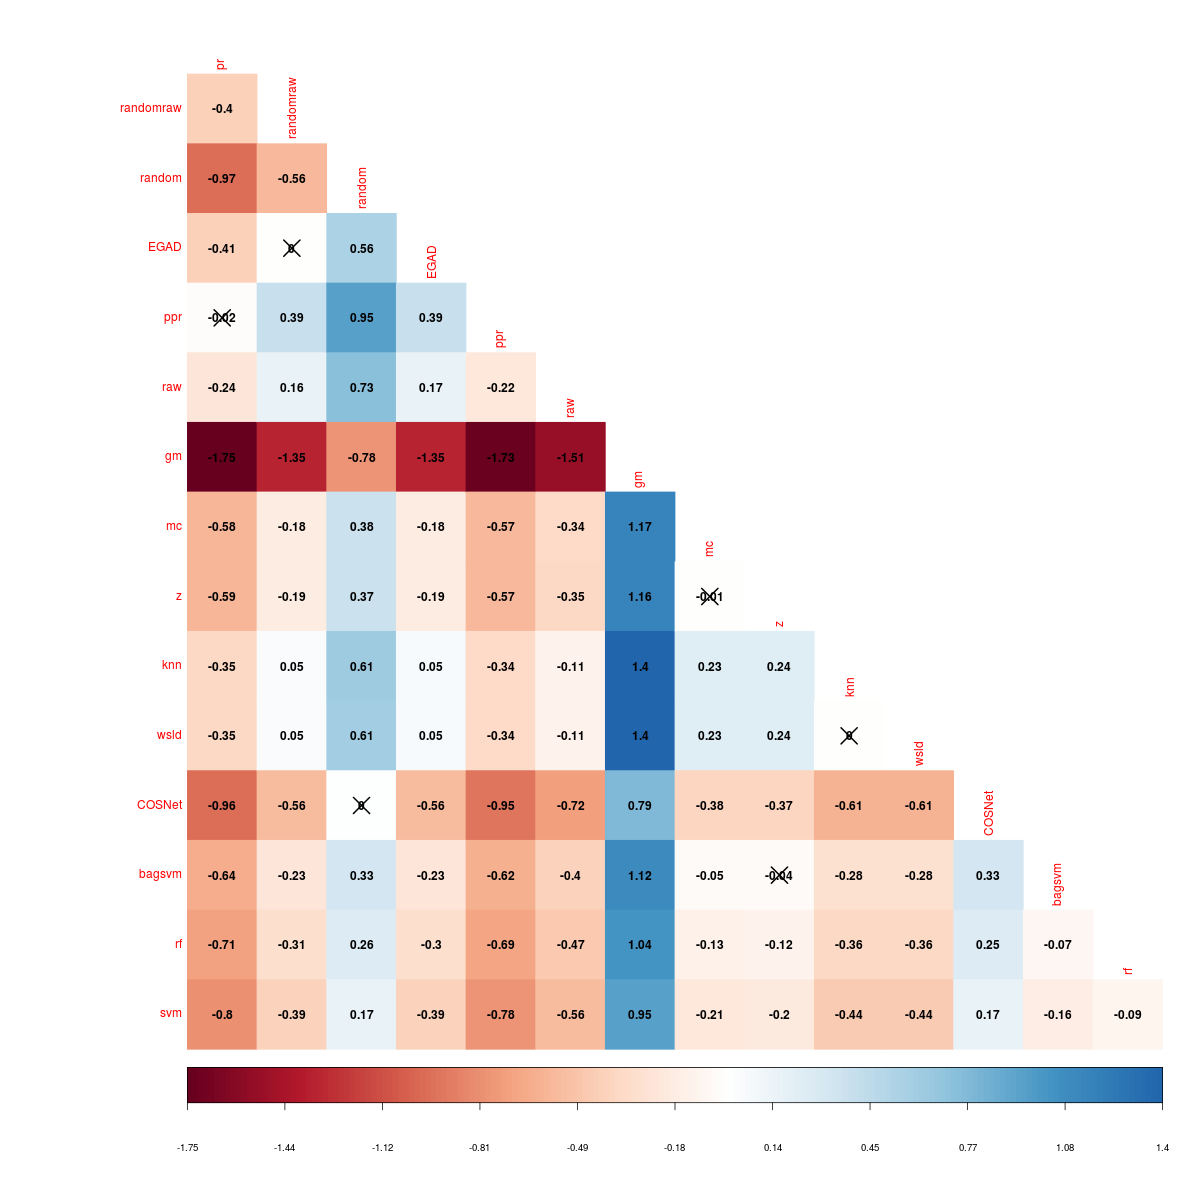 pr
randomraw -0.4 randomraw
random -0.97 -0.56 random
EGAD -0.41 0 0.56 EGAD
ppr -0.02 0.39 0.95 0.39 ppr
raw -0.24 0.16 0.73 0.17 -0.22 raw
gm -1.75 -1.35 -0.78 -1.35 -1.73 -1.51 gm
mc -0.58 -0.18 0.38 -0.18 -0.57 -0.34 1.17 mc
z -0.59 -0.19 0.37 -0.19 -0.57 -0.35 1.16 -0.01 z
knn -0.35 0.05 0.61 0.05 -0.34 -0.11 1.4 0.23 0.24 knn
wsld -0.35 0.05 0.61 0.05 -0.34 -0.11 1.4 0.23 0.24 0 wsld
COSNet -0.96 -0.56 0 -0.56 -0.95 -0.72 0.79 -0.38 -0.37 -0.61 -0.61 COSNet
bagsvm -0.64 -0.23 0.33 -0.23 -0.62 -0.4 1.12 -0.05 -0.04 -0.28 -0.28 0.33 bagsvm
rf -0.71 -0.31 0.26 -0.3 -0.69 -0.47 1.04 -0.13 -0.12 -0.36 -0.36 0.25 -0.07 rf
svm -0.8 -0.39 0.17 -0.39 -0.78 -0.56 0.95 -0.21 -0.2 -0.44 -0.44 0.17 -0.16 -0.09
-1.75 -1.44 -1.12 -0.81 -0.49 -0.18 0.14 0.45 0.77 1.08 1.4